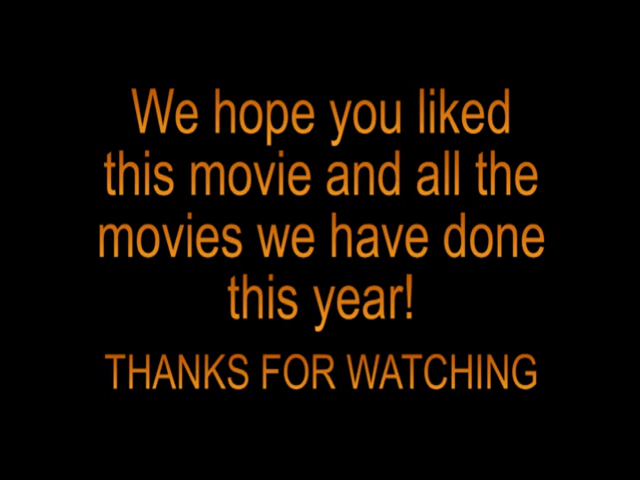 We hope you liked
this movie and all the
movies we have done
this year!
THANKS FOR WATCHING